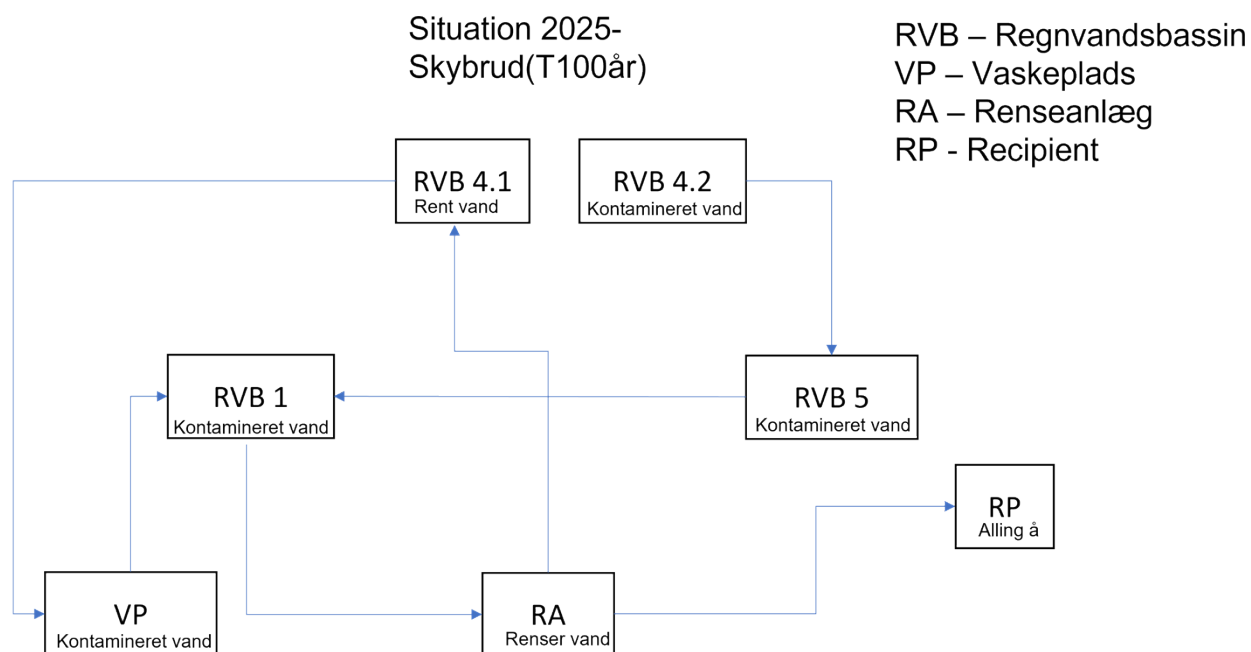 Situation 2025-
Skybrud(T100år)
RVB – Regnvandsbassin
VP – Vaskeplads
RA – Renseanlæg
RP - Recipient
RVB 4.1
Rent vand
RVB 4.2
Kontamineret vand
RVB 1
Kontamineret vand
RVB 5
Kontamineret vand
RP
Alling å
VP
Kontamineret vand
RA
Renser vand